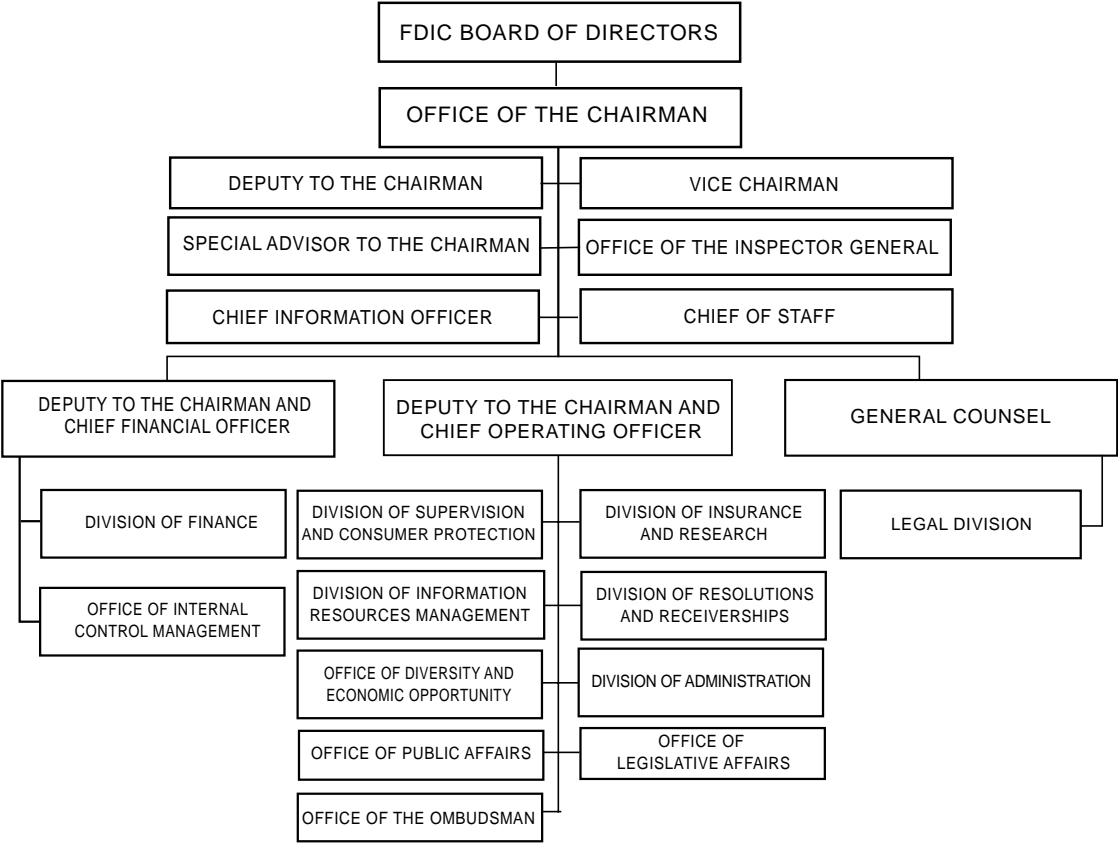 FDIC BOARD OF DIRECTORS
OFFICE OF THE CHAIRMAN
DEPUTY TO THE CHAIRMAN
VICE CHAIRMAN
SPECIAL ADVISOR TO THE CHAIRMAN
OFFICE OF THE INSPECTOR GENERAL
CHIEF INFORMATION OFFICER
CHIEF OF STAFF
DEPUTY TO THE CHAIRMAN AND
CHIEF FINANCIAL OFFICER
DEPUTY TO THE CHAIRMAN AND
CHIEF OPERATING OFFICER
GENERAL COUNSEL
DIVISION OF FINANCE
DIVISION OF SUPERVISION
AND CONSUMER PROTECTION
DIVISION OF INSURANCE
AND RESEARCH
LEGAL DIVISION
OFFICE OF INTERNAL
CONTROL MANAGEMENT
DIVISION OF INFORMATION
RESOURCES MANAGEMENT
DIVISION OF RESOLUTIONS
AND RECEIVERSHIPS
OFFICE OF DIVERSITY AND
ECONOMIC OPPORTUNITY
DIVISION OF ADMINISTRATION
OFFICE OF PUBLIC AFFAIRS
OFFICE OF
LEGISLATIVE AFFAIRS
OFFICE OF THE OMBUDSMAN